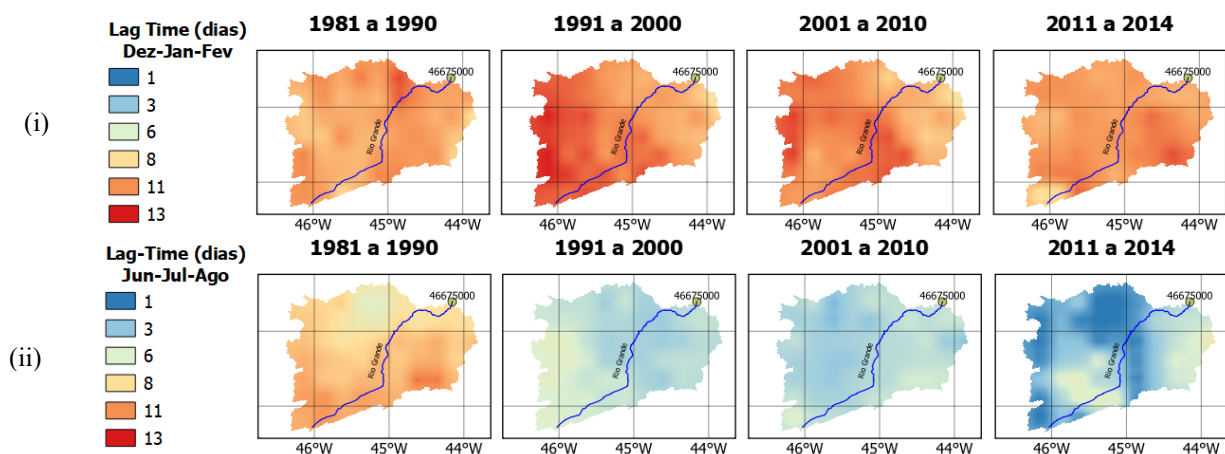 Lag Time (dias)
Dez-Jan-Fev
1
3
6
8
11
13
(i)
1981 a 1990
1991 a 2000
2001 a 2010
2011 a 2014
46675000
46675000
46675000
46675000
Rio Grande
Rio Grande
Rio Grande
Rio Grande
46°W 45°W 44°W
46°W 45°W 44°W
46°W 45°W 44°W
46°W 45°W 44°W
Lag-Time (dias)
Jun-Jul-Ago
1
3
6
8
11
13
(ii)
1981 a 1990
1991 a 2000
2001 a 2010
2011 a 2014
46675000
46675000
46675000
46675000
Rio Grande
Rio Grande
Rio Grande
Rio Grande
46°W 45°W 44°W
46°W 45°W 44°W
46°W 45°W 44°W
46°W 45°W 44°W